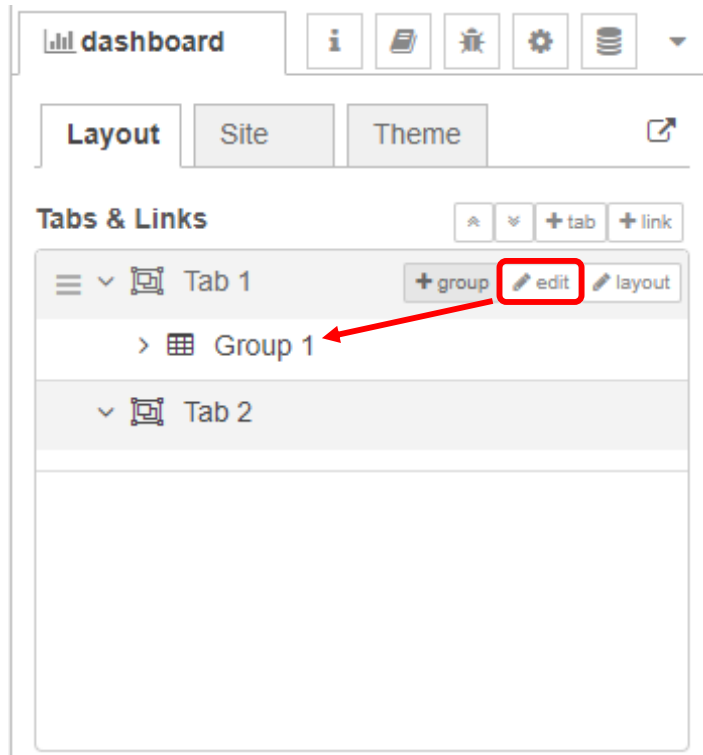 dashboard
Layout Site Theme
Tabs & Links + tab + link
Tab 1 + group edit layout
Group 1
Tab 2